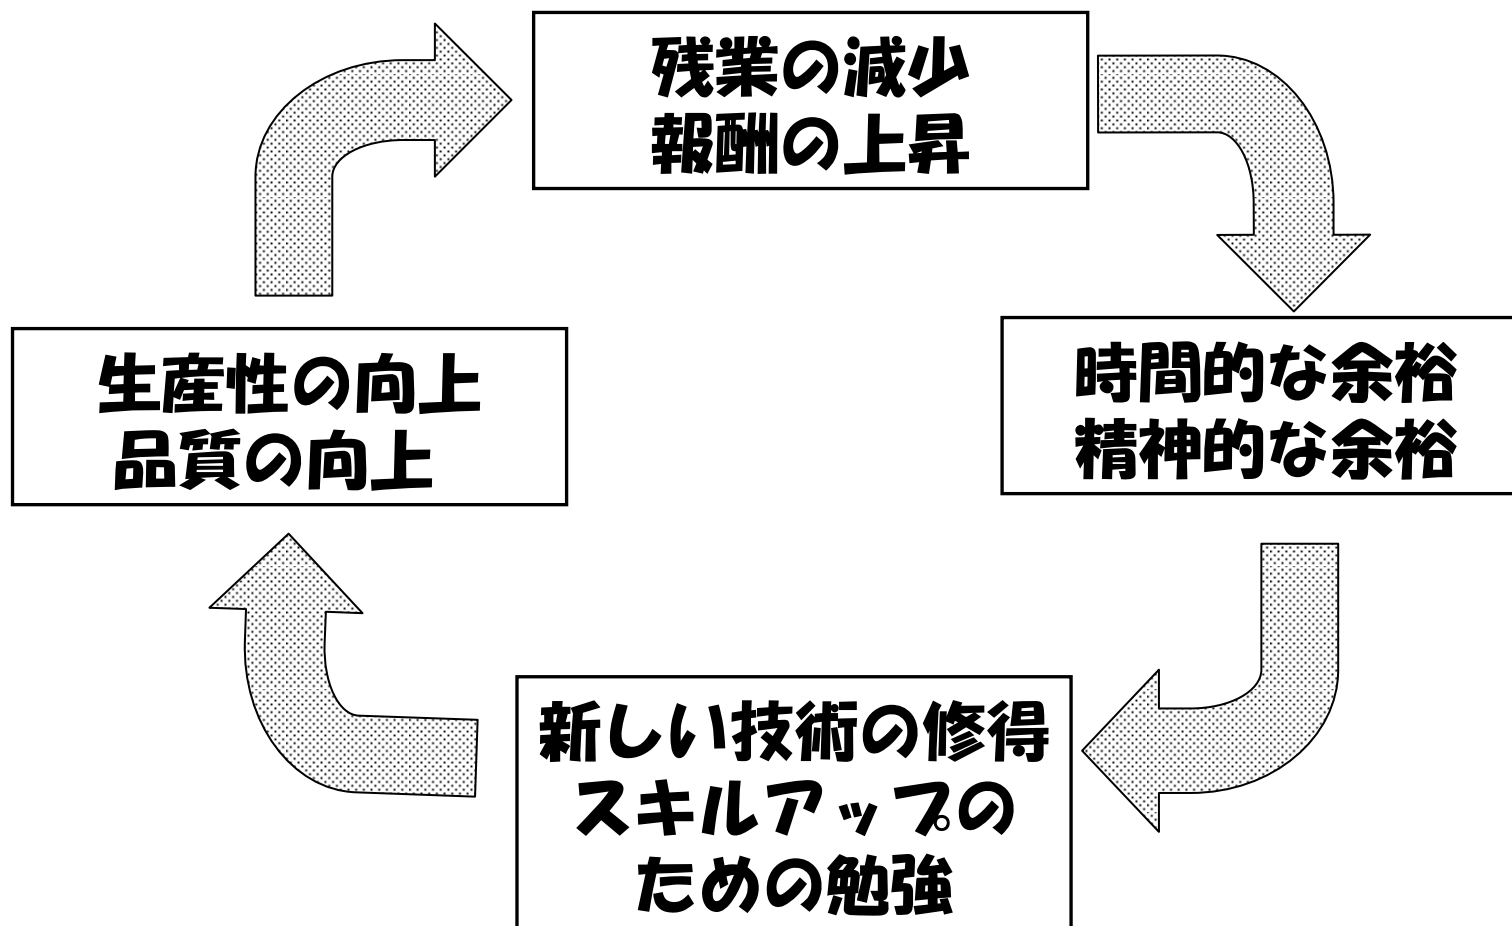 残業の減少
報酬の上昇
時間的な余裕
精神的な余裕
生産性の向上
品質の向上
新しい技術の修得
スキルアップの
ための勉強